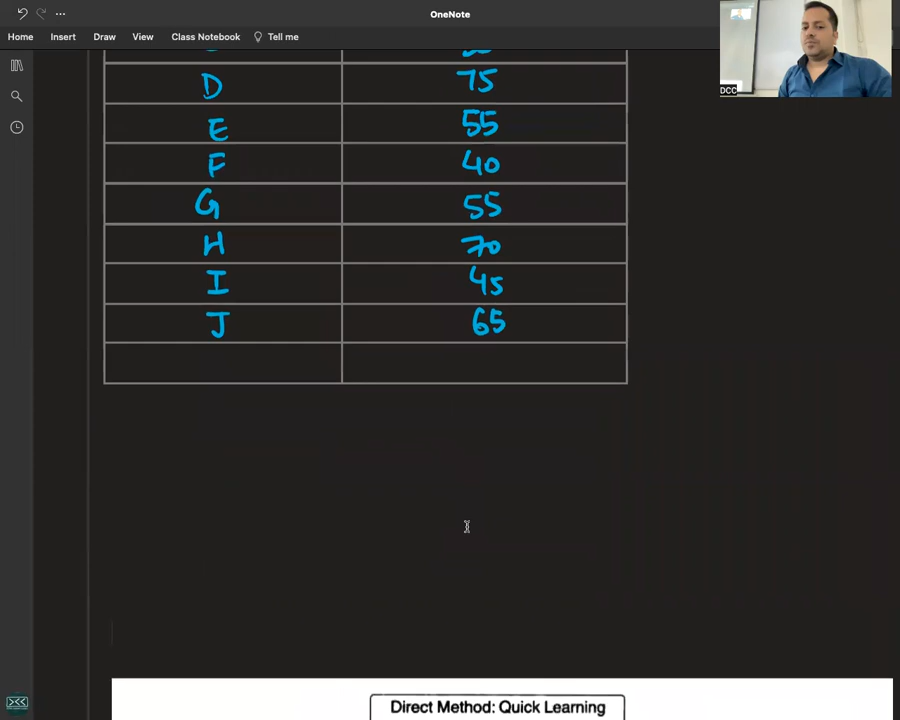 OneNote
Home Insert Draw View Class Notebook Tell me
DCC
D 75
E 55
F 40
G 55
H 70
I 45
J 65
Direct Method: Quick Learning